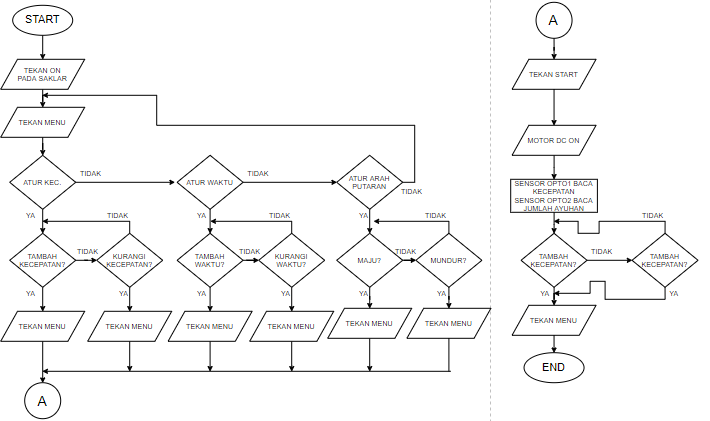 START
TEKAN ON
PADA SAKLAR
TEKAN MENU
ATUR KEC.
TIDAK
ATUR WAKTU
TIDAK
ATUR ARAH
PUTARAN
TIDAK
YA
YA
YA
TAMBAH
KECEPATAN?
TIDAK
KURANGI
KECEPATAN?
TIDAK
TAMBAH
WAKTU?
TIDAK
KURANGI
WAKTU?
TIDAK
MAJU?
TIDAK
MUNDUR?
TIDAK
YA
YA
YA
YA
YA
YA
TEKAN MENU
TEKAN MENU
TEKAN MENU
TEKAN MENU
TEKAN MENU
TEKAN MENU
A
A
TEKAN START
MOTOR DC ON
SENSOR OPTO1 BACA
KECEPATAN
SENSOR OPTO2 BACA
JUMLAH AYUHAN
TIDAK
TAMBAH
KECEPATAN?
TIDAK
TAMBAH
KECEPATAN?
YA
YA
TEKAN MENU
END